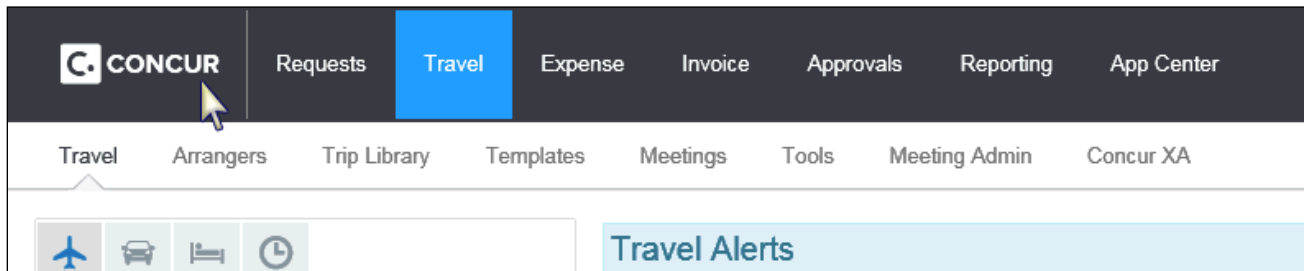 C. CONCUR Requests Travel Expense Invoice Approvals Reporting App Center
Travel Arrangers Trip Library Templates Meetings Tools Meeting Admin Concur XA
Travel Alerts